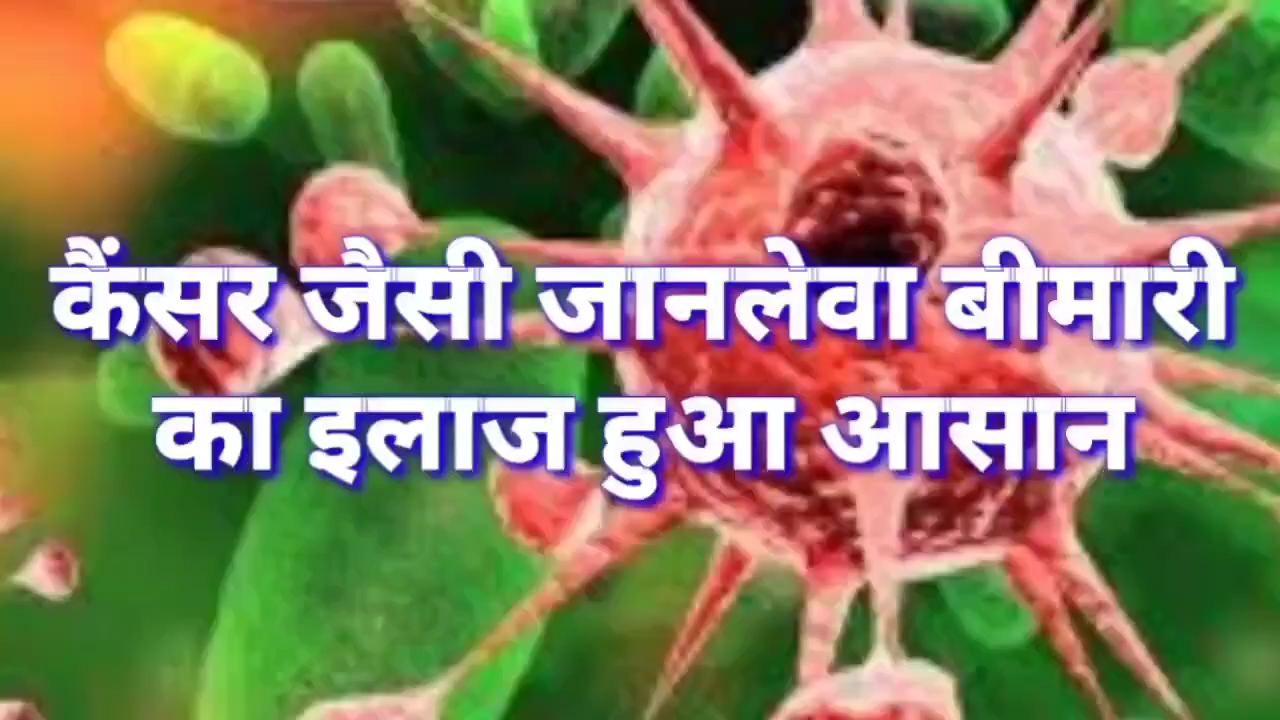 कैंसर जैसी जानलेवा बीमारी
का इलाज हुआ आसान